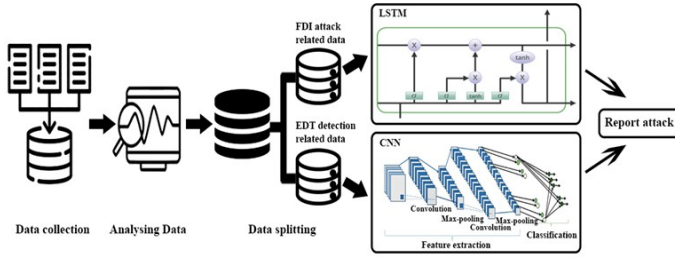 FDI attack
related data
LSTM
X
+
tanh
X
X
σ
σ
tanh
σ
Report attack
EDT detection
related data
CNN
Convolution
Max-pooling
Convolution
Max-pooling
Feature extraction
Classification
Data collection
Analysing Data
Data splitting